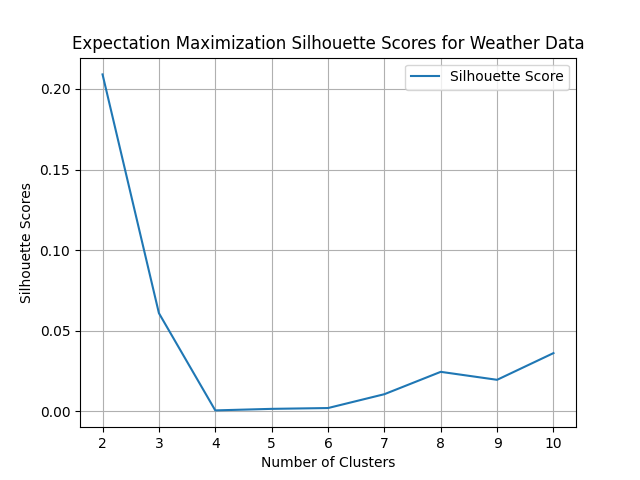 Expectation Maximization Silhouette Scores for Weather Data
Silhouette Score
0.20
0.15
0.10
0.05
0.00
Silhouette Scores
2 3 4 5 6 7 8 9 10
Number of Clusters